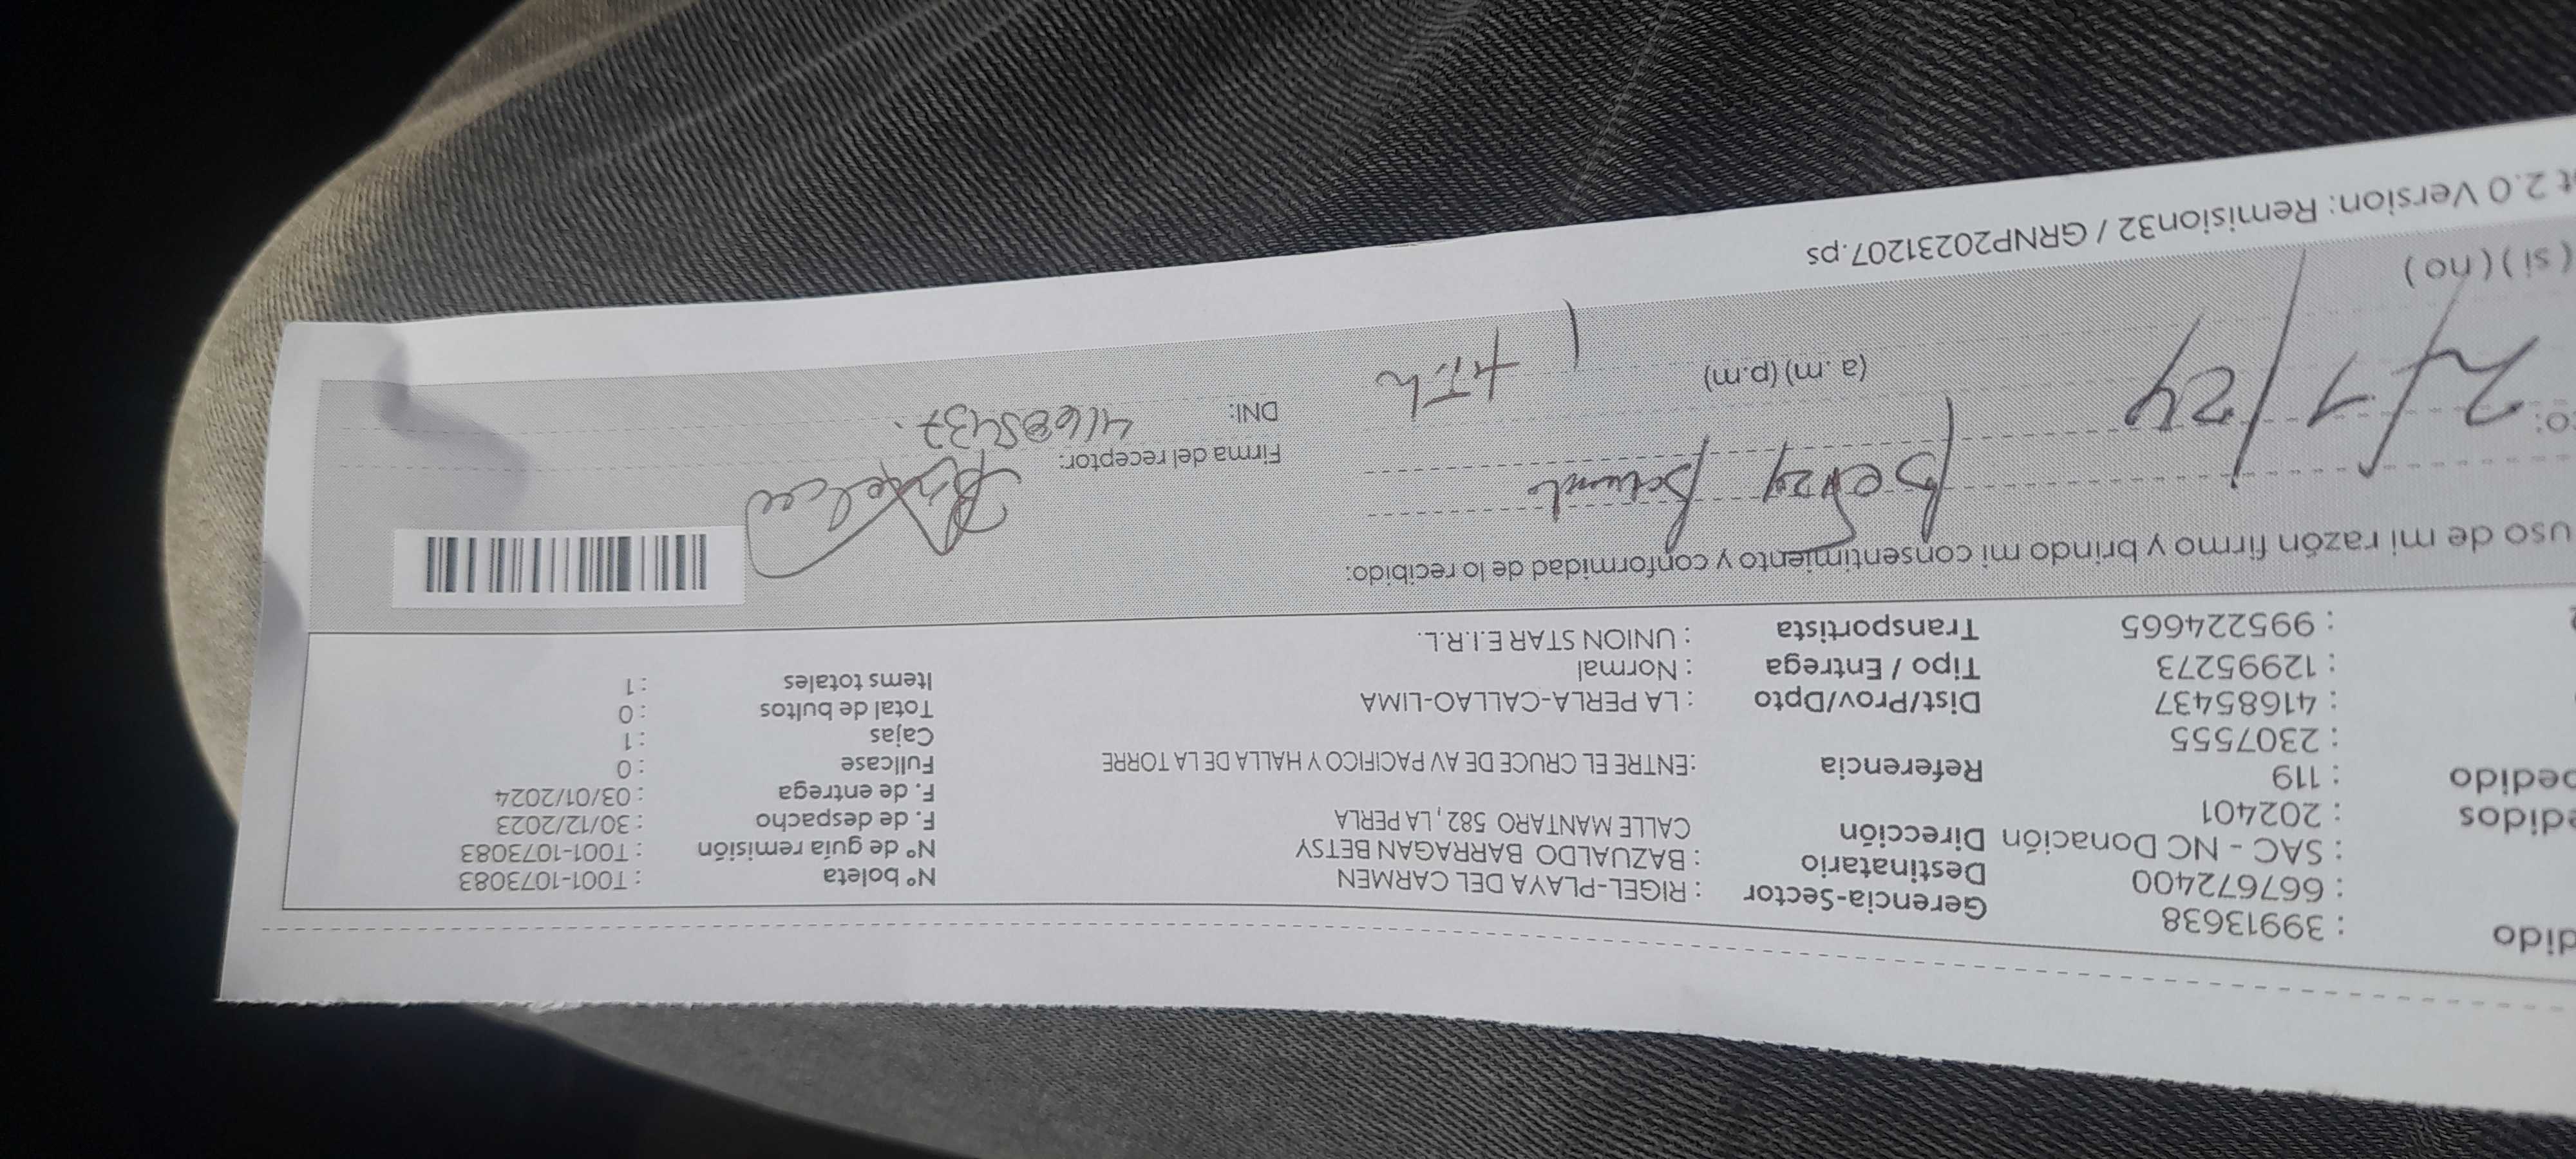 dido : 39913638 Gerencia-Sector : RIGEL-PLAYA DEL CARMEN Nº boleta : T001-1073083
: 667672400 Destinatario : BAZUALDO BARRAGAN BETSY Nº de guía remisión : T001-1073083
: SAC - NC Donación Dirección CALLE MANTARO 582, LA PERLA F. de despacho : 30/12/2023
edidos : 202401 F. de entrega : 03/01/2024
pedido : 119 Referencia :ENTRE EL CRUCE DE AV PACIFICO Y HALLA DE LA TORRE Fullcase : 0
: 2307555 Cajas : 1
: 41685437 Dist/Prov/Dpto : LA PERLA-CALLAO-LIMA Total de bultos : 0
: 12995273 Tipo / Entrega : Normal Items totales : 1
: 995224665 Transportista : UNION STAR E.I.R.L.
uso de mi razón firmo y brindo mi consentimiento y conformidad de lo recibido:
Firma del receptor:
2/1/24 (a.m) (p.m) DNI: 41685437.
(si) (no)
t 2.0 Version: Remision32 / GRNP20231207.ps